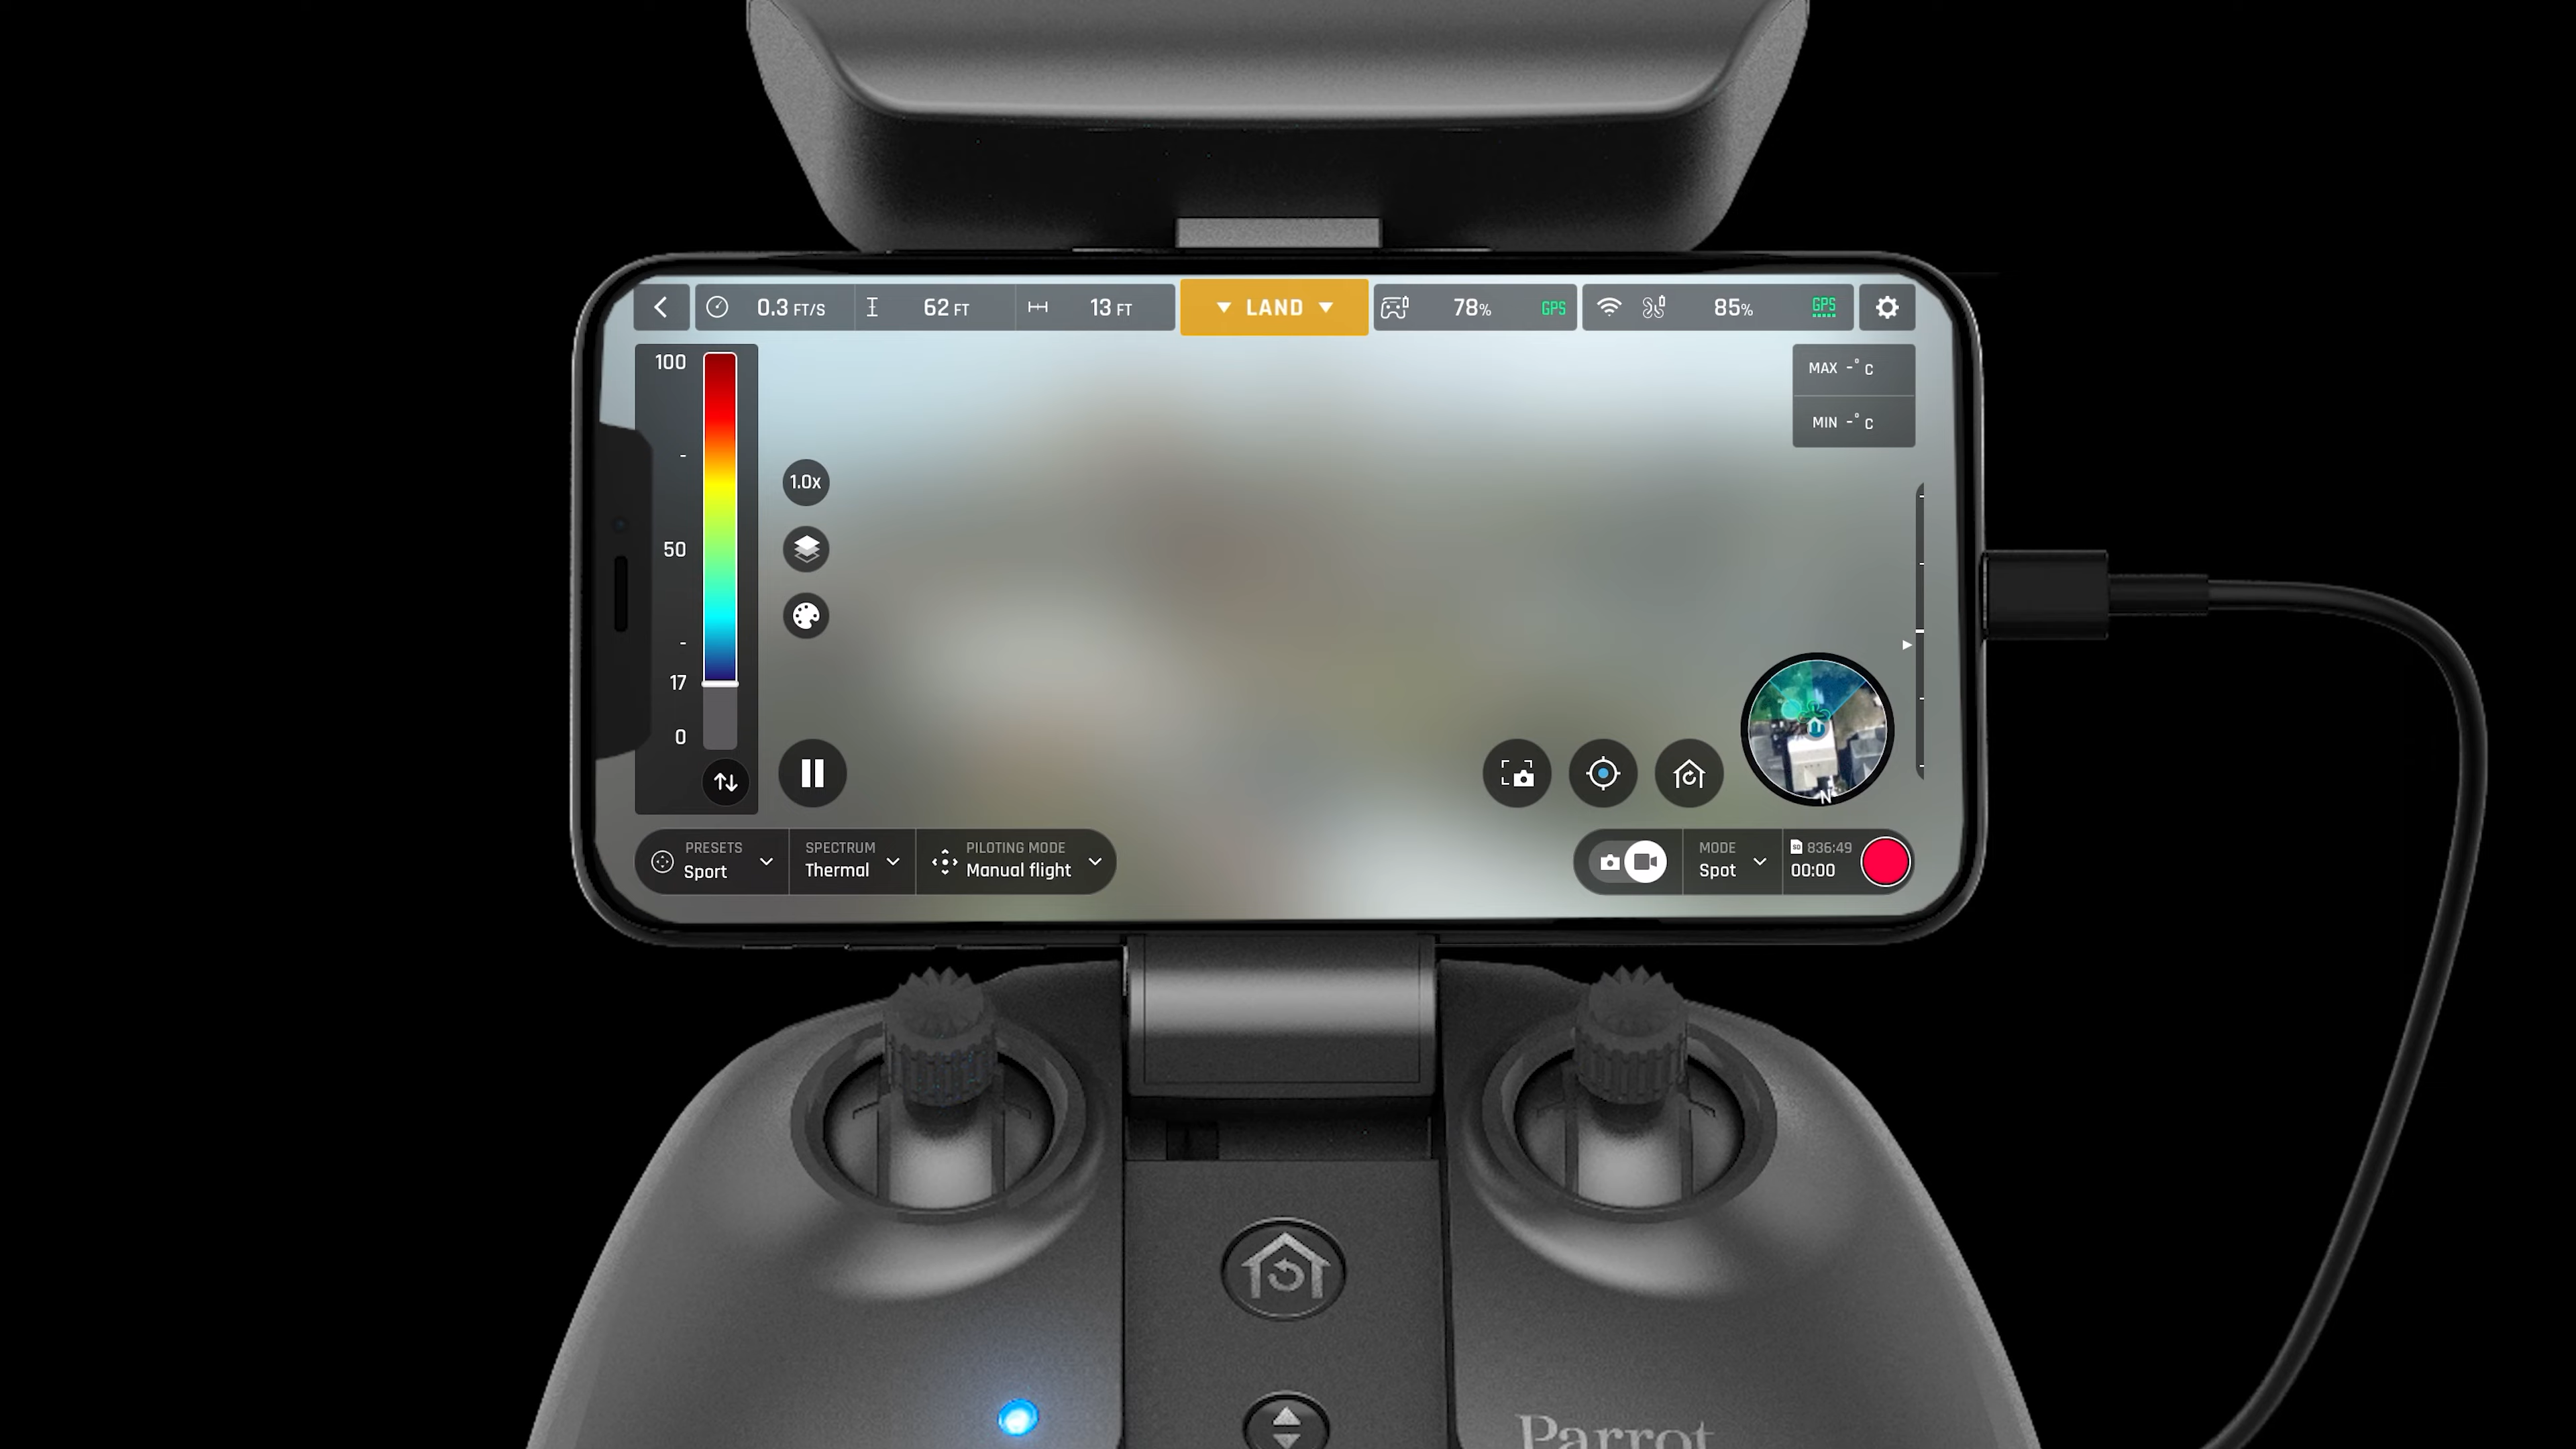 0.3 FT/S
62 FT
13 FT
LAND
78%
GPS
85%
GPS
100
-
50
-
17
0
1.0x
MAX -° C
MIN -° C
N
PRESETS
Sport
SPECTRUM
Thermal
PILOTING MODE
Manual flight
MODE
Spot
SD 836:49
00:00
Parrot